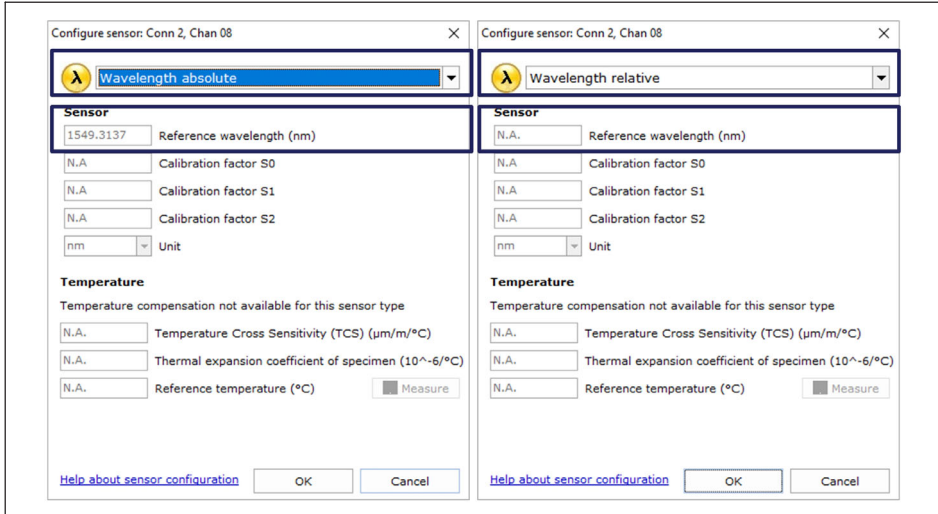 Configure sensor: Conn 2, Chan 08
λ Wavelength absolute
Sensor
1549.3137 Reference wavelength (nm)
N.A Calibration factor S0
N.A Calibration factor S1
N.A Calibration factor S2
nm Unit
Temperature
Temperature compensation not available for this sensor type
N.A. Temperature Cross Sensitivity (TCS) (µm/m/°C)
N.A. Thermal expansion coefficient of specimen (10^-6/°C)
N.A. Reference temperature (°C) Measure
Help about sensor configuration OK Cancel
Configure sensor: Conn 2, Chan 08
λ Wavelength relative
Sensor
N.A. Reference wavelength (nm)
N.A Calibration factor S0
N.A Calibration factor S1
N.A Calibration factor S2
nm Unit
Temperature
Temperature compensation not available for this sensor type
N.A. Temperature Cross Sensitivity (TCS) (µm/m/°C)
N.A. Thermal expansion coefficient of specimen (10^-6/°C)
N.A. Reference temperature (°C) Measure
Help about sensor configuration OK Cancel